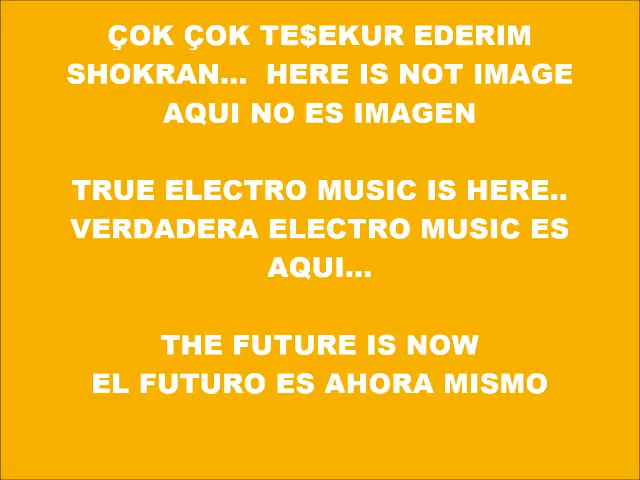 ÇOK ÇOK TE$EKUR EDERIM
SHOKRAN... HERE IS NOT IMAGE
AQUI NO ES IMAGEN
TRUE ELECTRO MUSIC IS HERE..
VERDADERA ELECTRO MUSIC ES
AQUI...
THE FUTURE IS NOW
EL FUTURO ES AHORA MISMO